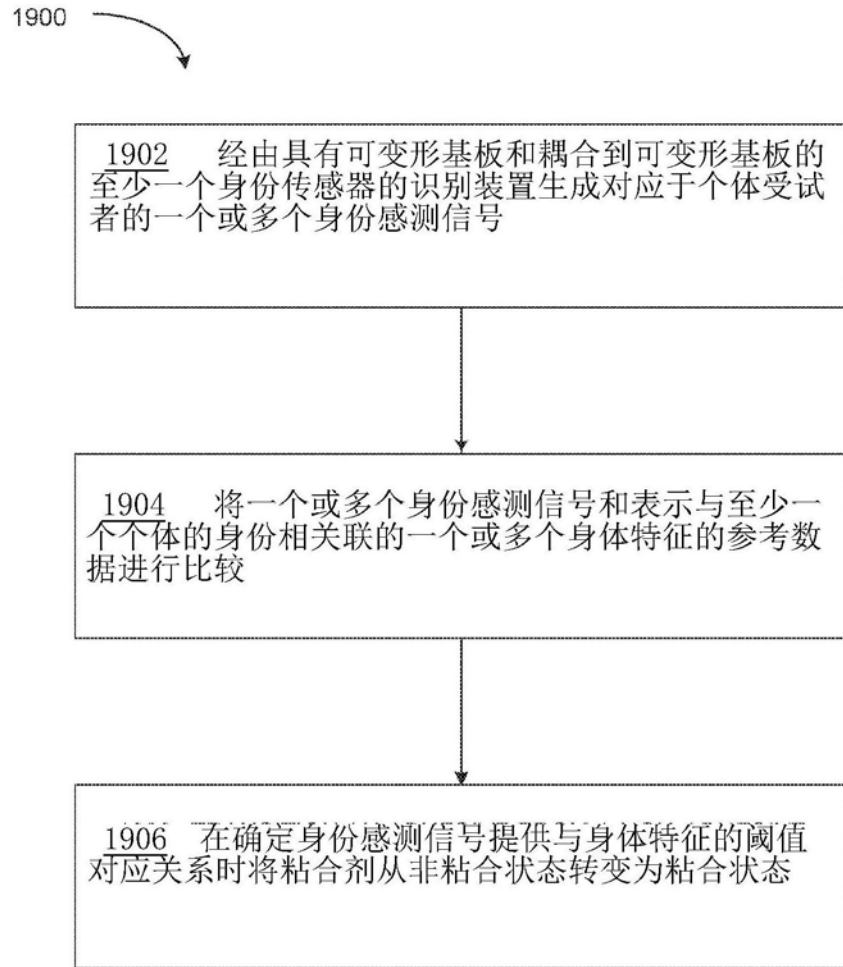 1900
1902 经由具有可变形基板和耦合到可变形基板的
至少一个身份传感器的识别装置生成对应于个体受试
者的一个或多个身份感测信号
1904 将一个或多个身份感测信号和表示与至少一
个个体的身份相关联的一个或多个身体特征的参考数
据进行比较
1906 在确定身份感测信号提供与身体特征的阈值
对应关系时将粘合剂从非粘合状态转变为粘合状态